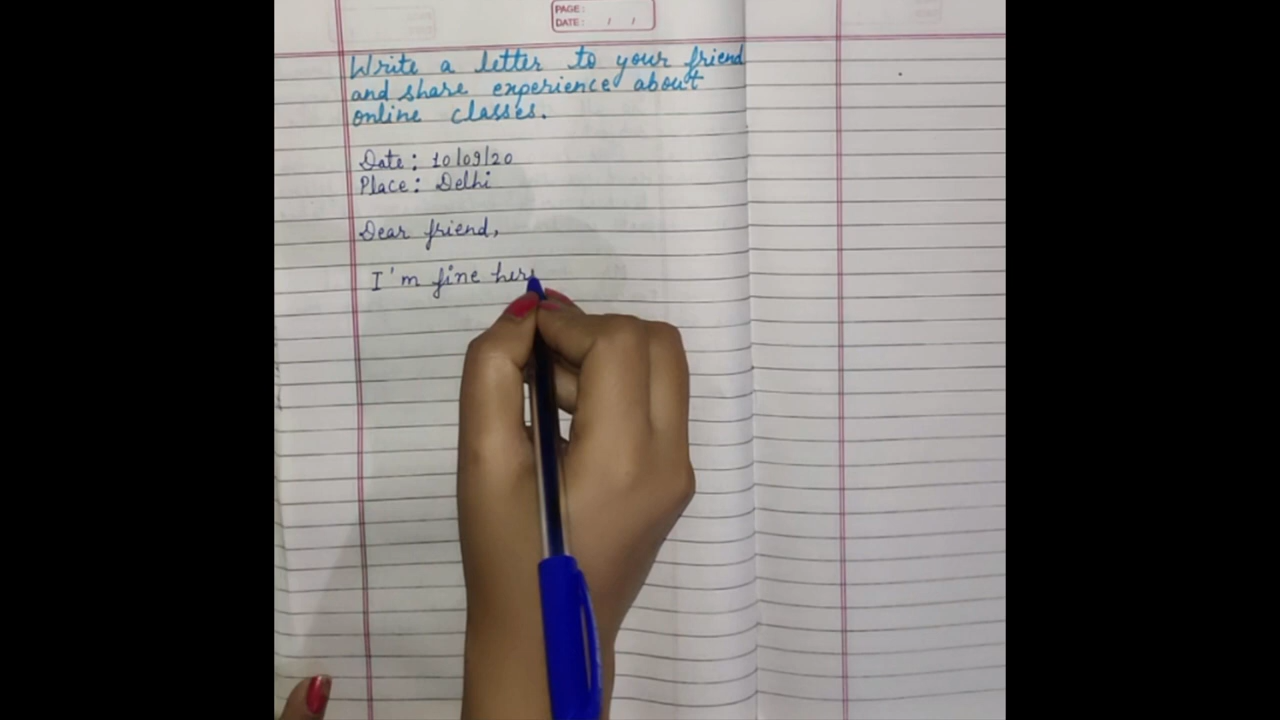 PAGE:
DATE: / /
Write a letter to your friend
and share experience about
online classes.
Date: 10/09/20
Place: Delhi
Dear friend,
I'm fine here